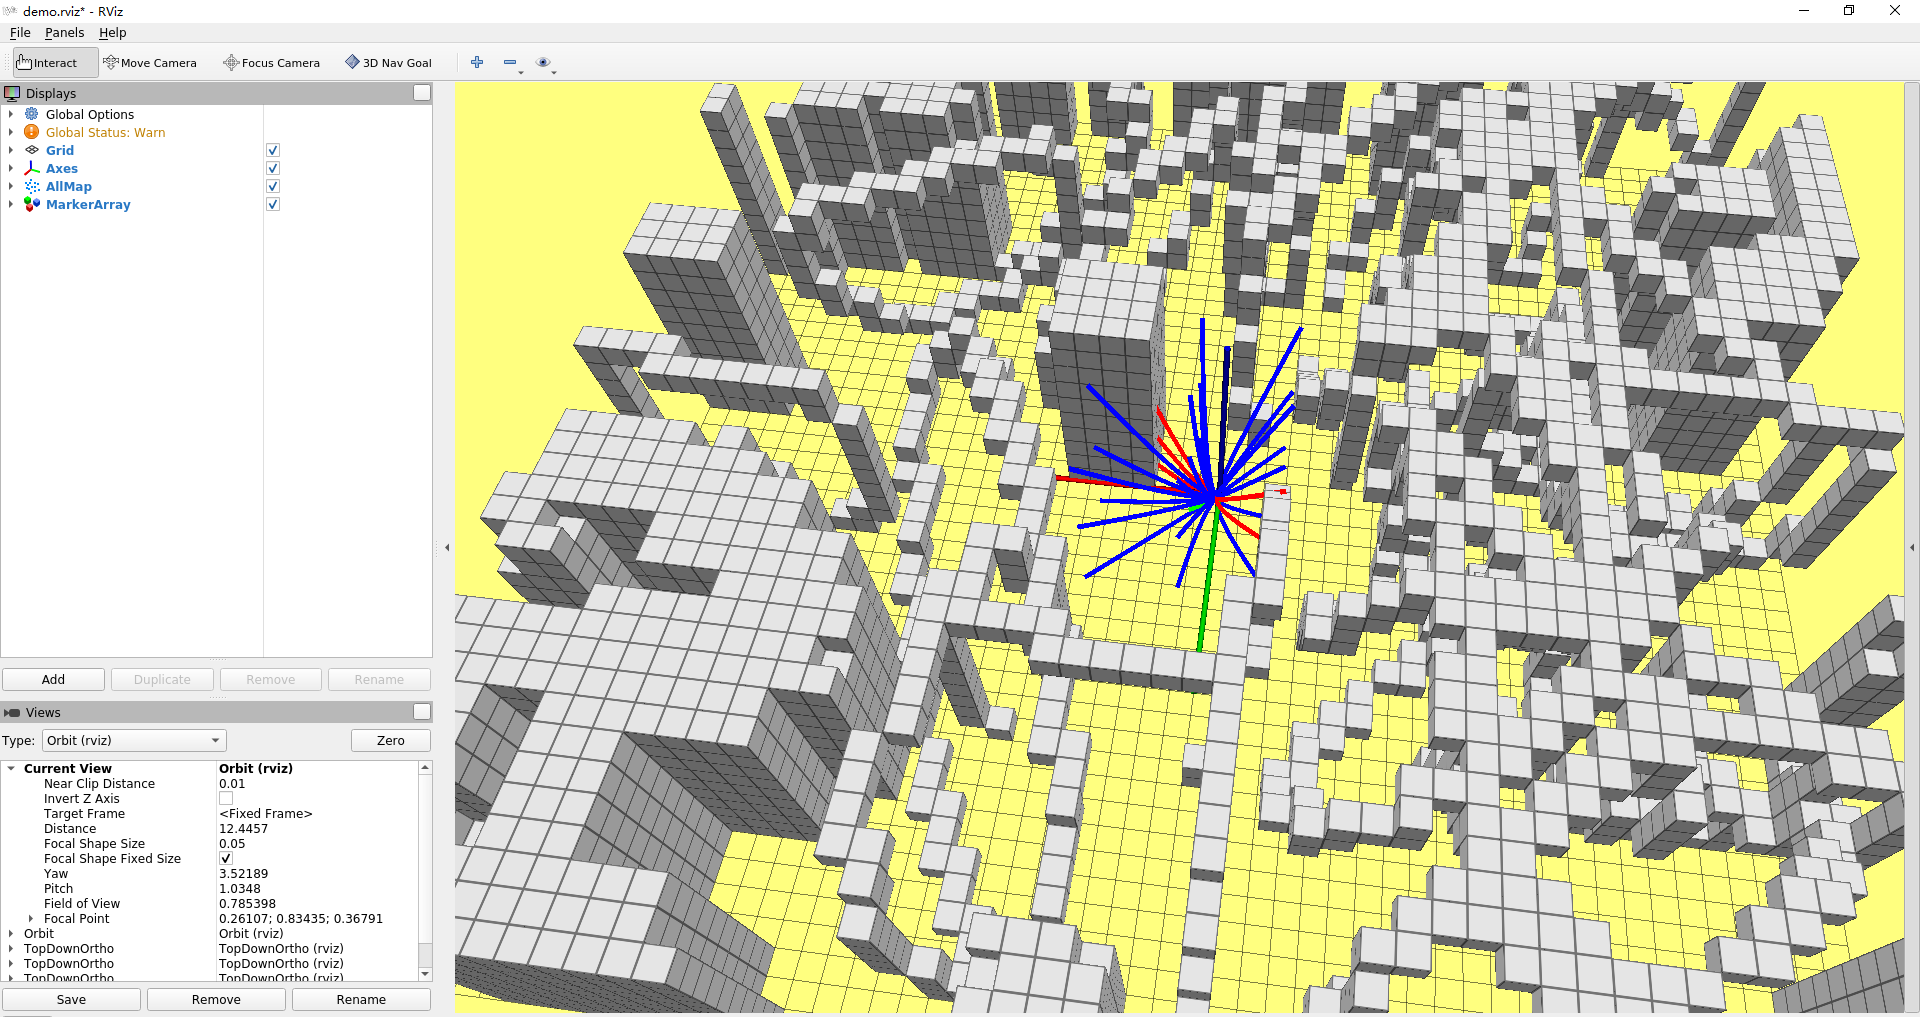 demo.rviz* - RViz
File Panels Help
Interact Move Camera Focus Camera 3D Nav Goal
Displays
Global Options
Global Status: Warn
Grid
Axes
AllMap
MarkerArray
Add Duplicate Remove Rename
Views
Type: Orbit (rviz) Zero
Current View Orbit (rviz)
Near Clip Distance 0.01
Invert Z Axis
Target Frame <Fixed Frame>
Distance 12.4457
Focal Shape Size 0.05
Focal Shape Fixed Size
Yaw 3.52189
Pitch 1.0348
Field of View 0.785398
Focal Point 0.26107; 0.83435; 0.36791
Orbit Orbit (rviz)
TopDownOrtho TopDownOrtho (rviz)
TopDownOrtho TopDownOrtho (rviz)
TopDownOrtho TopDownOrtho (rviz)
Save Remove Rename